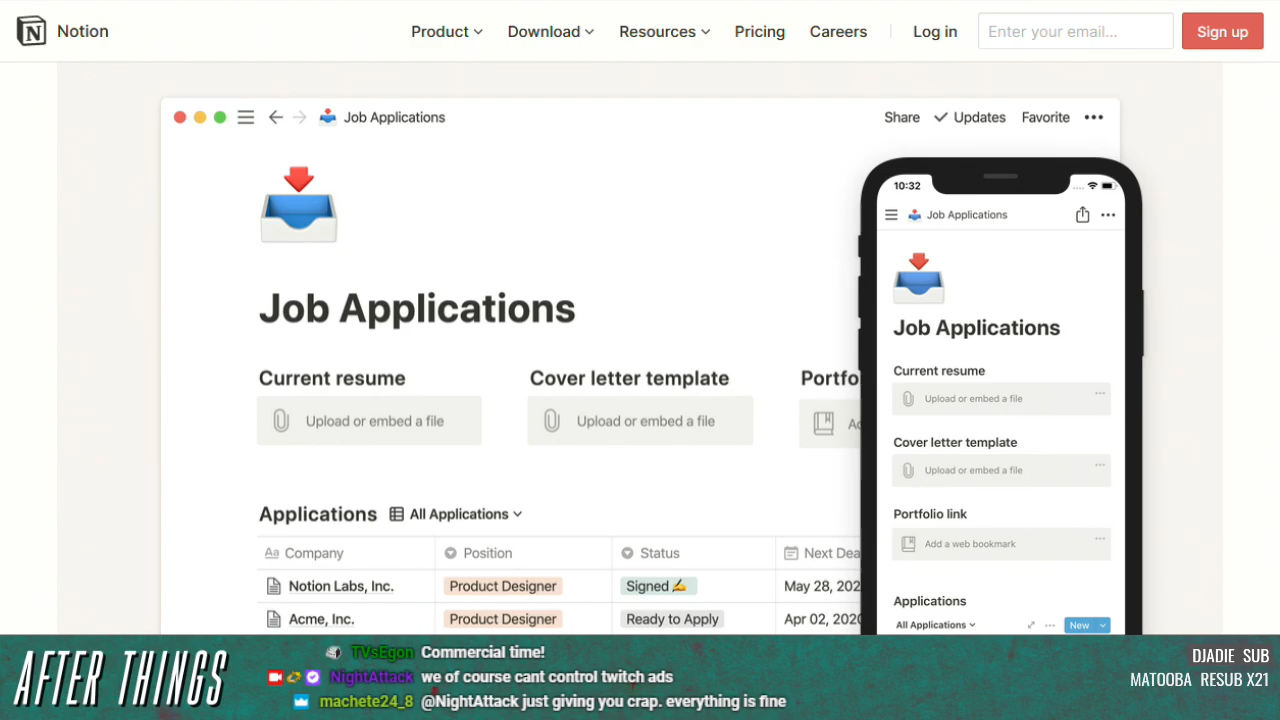 Notion
Product
Download
Resources
Pricing
Careers
Log in
Enter your email...
Sign up
Job Applications
Share
Updates
Favorite
Job Applications
Current resume
Cover letter template
Portfo
Upload or embed a file
Upload or embed a file
Applications
All Applications
Aa Company
Position
Status
Next Dea
Notion Labs, Inc.
Product Designer
Signed
May 28, 202
Acme, Inc.
Product Designer
Ready to Apply
Apr 02, 2020
10:32
Job Applications
Job Applications
Current resume
Upload or embed a file
Cover letter template
Upload or embed a file
Portfolio link
Add a web bookmark
Applications
All Applications
New
AFTER THINGS
TVsEgon Commercial time!
NightAttack we of course cant control twitch ads
machete24_8 @NightAttack just giving you crap. everything is fine
DJADIE SUB
MATOOBA RESUB X21